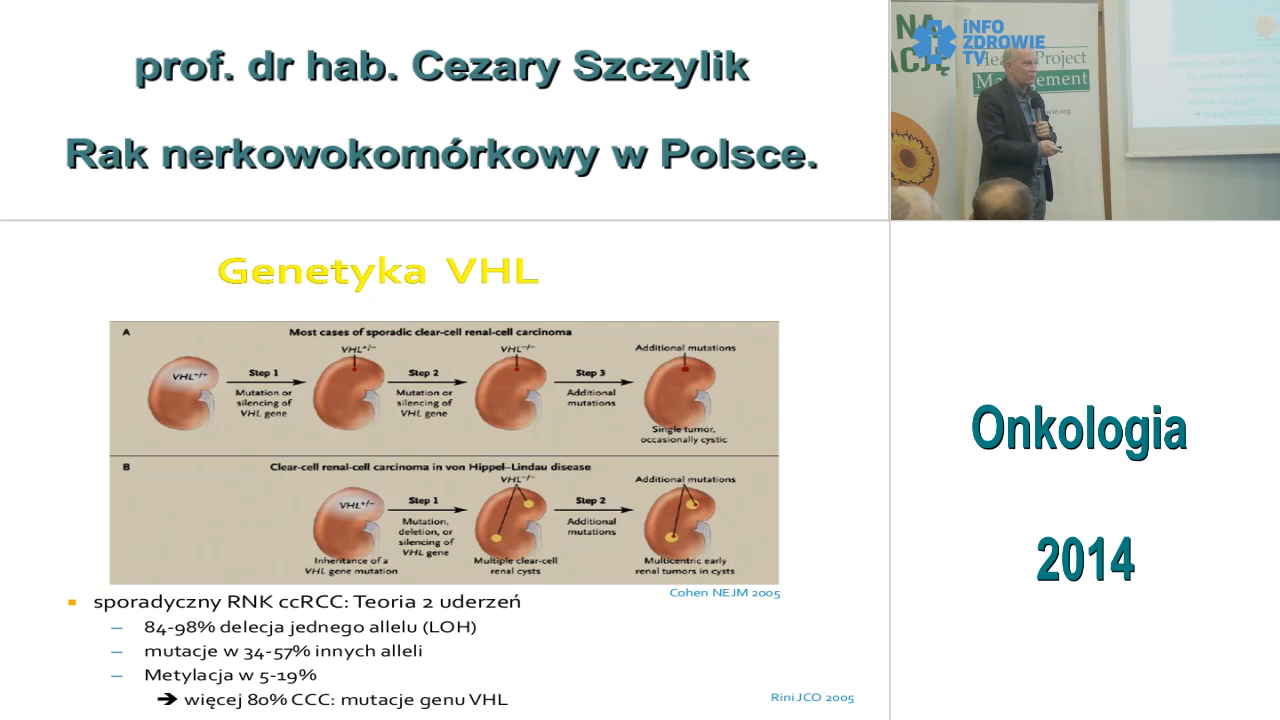 prof. dr hab. Cezary Szczylik
Rak nerkowokomórkowy w Polsce.
NA
ACJĘ
iNFO
ZDROWIE
TV
Health Project
Management
Genetyka VHL
A
Most cases of sporadic clear-cell renal-cell carcinoma
VHL+/+
Step 1
Mutation or
silencing of
VHL gene
VHL+/−
Step 2
Mutation or
silencing of
VHL gene
VHL−/−
Step 3
Additional
mutations
Additional mutations
Single tumor,
occasionally cystic
B
Clear-cell renal-cell carcinoma in von Hippel–Lindau disease
VHL+/−
Inheritance of a
VHL gene mutation
Step 1
Mutation,
deletion, or
silencing of
VHL gene
VHL−/−
Multiple clear-cell
renal cysts
Step 2
Additional
mutations
Additional mutations
Multicentric early
renal tumors in cysts
Cohen NEJM 2005
▪ sporadyczny RNK ccRCC: Teoria 2 uderzeń
– 84-98% delecja jednego allelu (LOH)
– mutacje w 34-57% innych alleli
– Metylacja w 5-19%
➔ więcej 80% CCC: mutacje genu VHL
Rini JCO 2005
Onkologia
2014